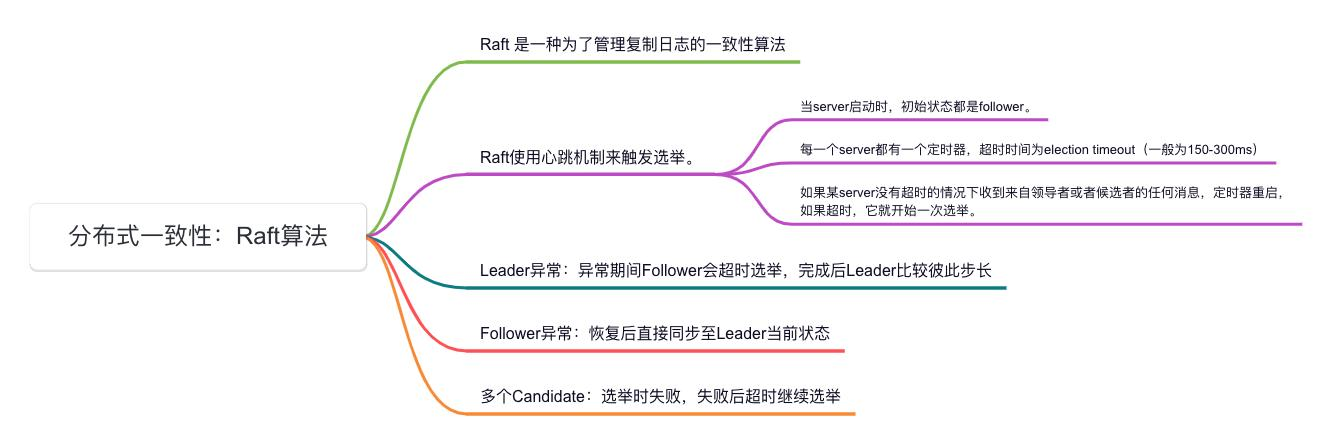 分布式一致性：Raft算法
Raft 是一种为了管理复制日志的一致性算法
Raft使用心跳机制来触发选举。
当server启动时，初始状态都是follower。
每一个server都有一个定时器，超时时间为election timeout（一般为150-300ms）
如果某server没有超时的情况下收到来自领导者或者候选者的任何消息，定时器重启，
如果超时，它就开始一次选举。
Leader异常：异常期间Follower会超时选举，完成后Leader比较彼此步长
Follower异常：恢复后直接同步至Leader当前状态
多个Candidate：选举时失败，失败后超时继续选举